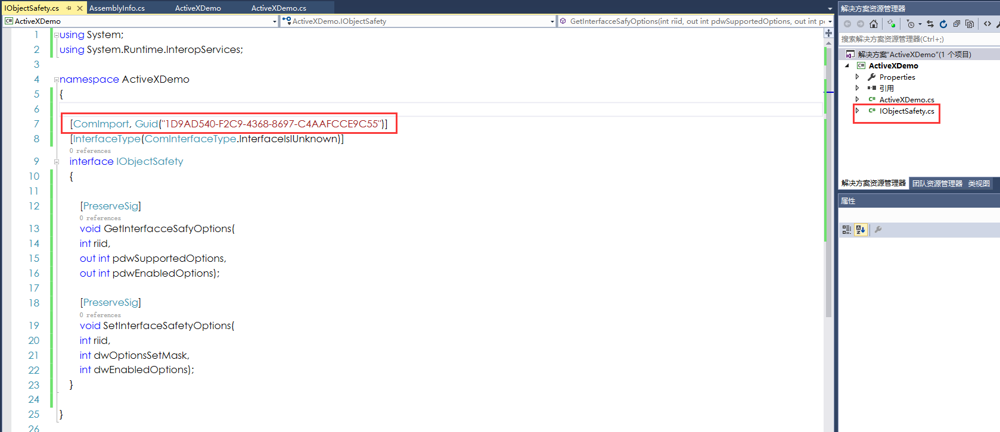 IObjectSafety.cs
AssemblyInfo.cs
ActiveXDemo
ActiveXDemo.cs
ActiveXDemo
ActiveXDemo.IObjectSafety
GetInterfacceSafyOptions(int riid, out int pdwSupportedOptions, out int p
1 using System;
2 using System.Runtime.InteropServices;
3
4 namespace ActiveXDemo
5 {
6
7 [ComImport, Guid("1D9AD540-F2C9-4368-8697-C4AAFCCE9C55")]
8 [InterfaceType(ComInterfaceType.InterfaceIsIUnknown)]
0 references
9 interface IObjectSafety
10 {
11
12 [PreserveSig]
0 references
13 void GetInterfacceSafyOptions(
14 int riid,
15 out int pdwSupportedOptions,
16 out int pdwEnabledOptions);
17
18 [PreserveSig]
0 references
19 void SetInterfaceSafetyOptions(
20 int riid,
21 int dwOptionsSetMask,
22 int dwEnabledOptions);
23 }
24
25 }
26
解决方案资源管理器
搜索解决方案资源管理器(Ctrl+;)
解决方案"ActiveXDemo"(1 个项目)
C# ActiveXDemo
Properties
引用
C# ActiveXDemo.cs
C# IObjectSafety.cs
解决方案资源管理器 团队资源管理器 类视图
属性